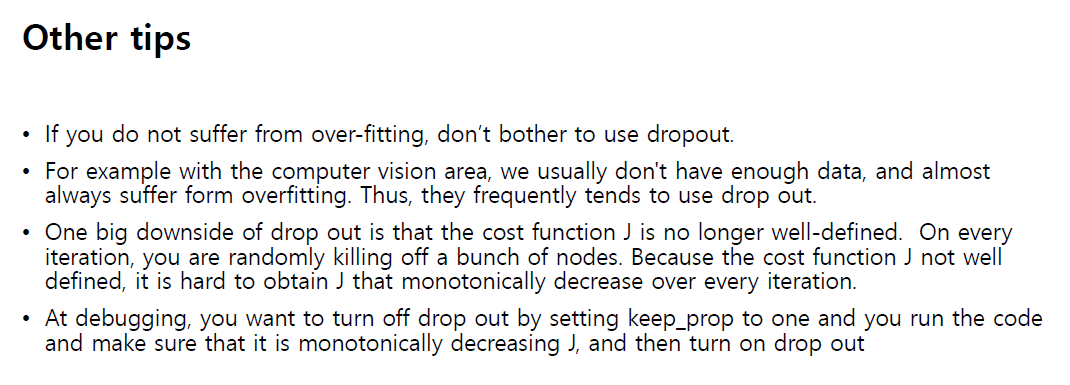 Other tips
• If you do not suffer from over-fitting, don’t bother to use dropout.
• For example with the computer vision area, we usually don't have enough data, and almost
always suffer form overfitting. Thus, they frequently tends to use drop out.
• One big downside of drop out is that the cost function J is no longer well-defined.  On every
iteration, you are randomly killing off a bunch of nodes. Because the cost function J not well
defined, it is hard to obtain J that monotonically decrease over every iteration.
• At debugging, you want to turn off drop out by setting keep_prop to one and you run the code
and make sure that it is monotonically decreasing J, and then turn on drop out